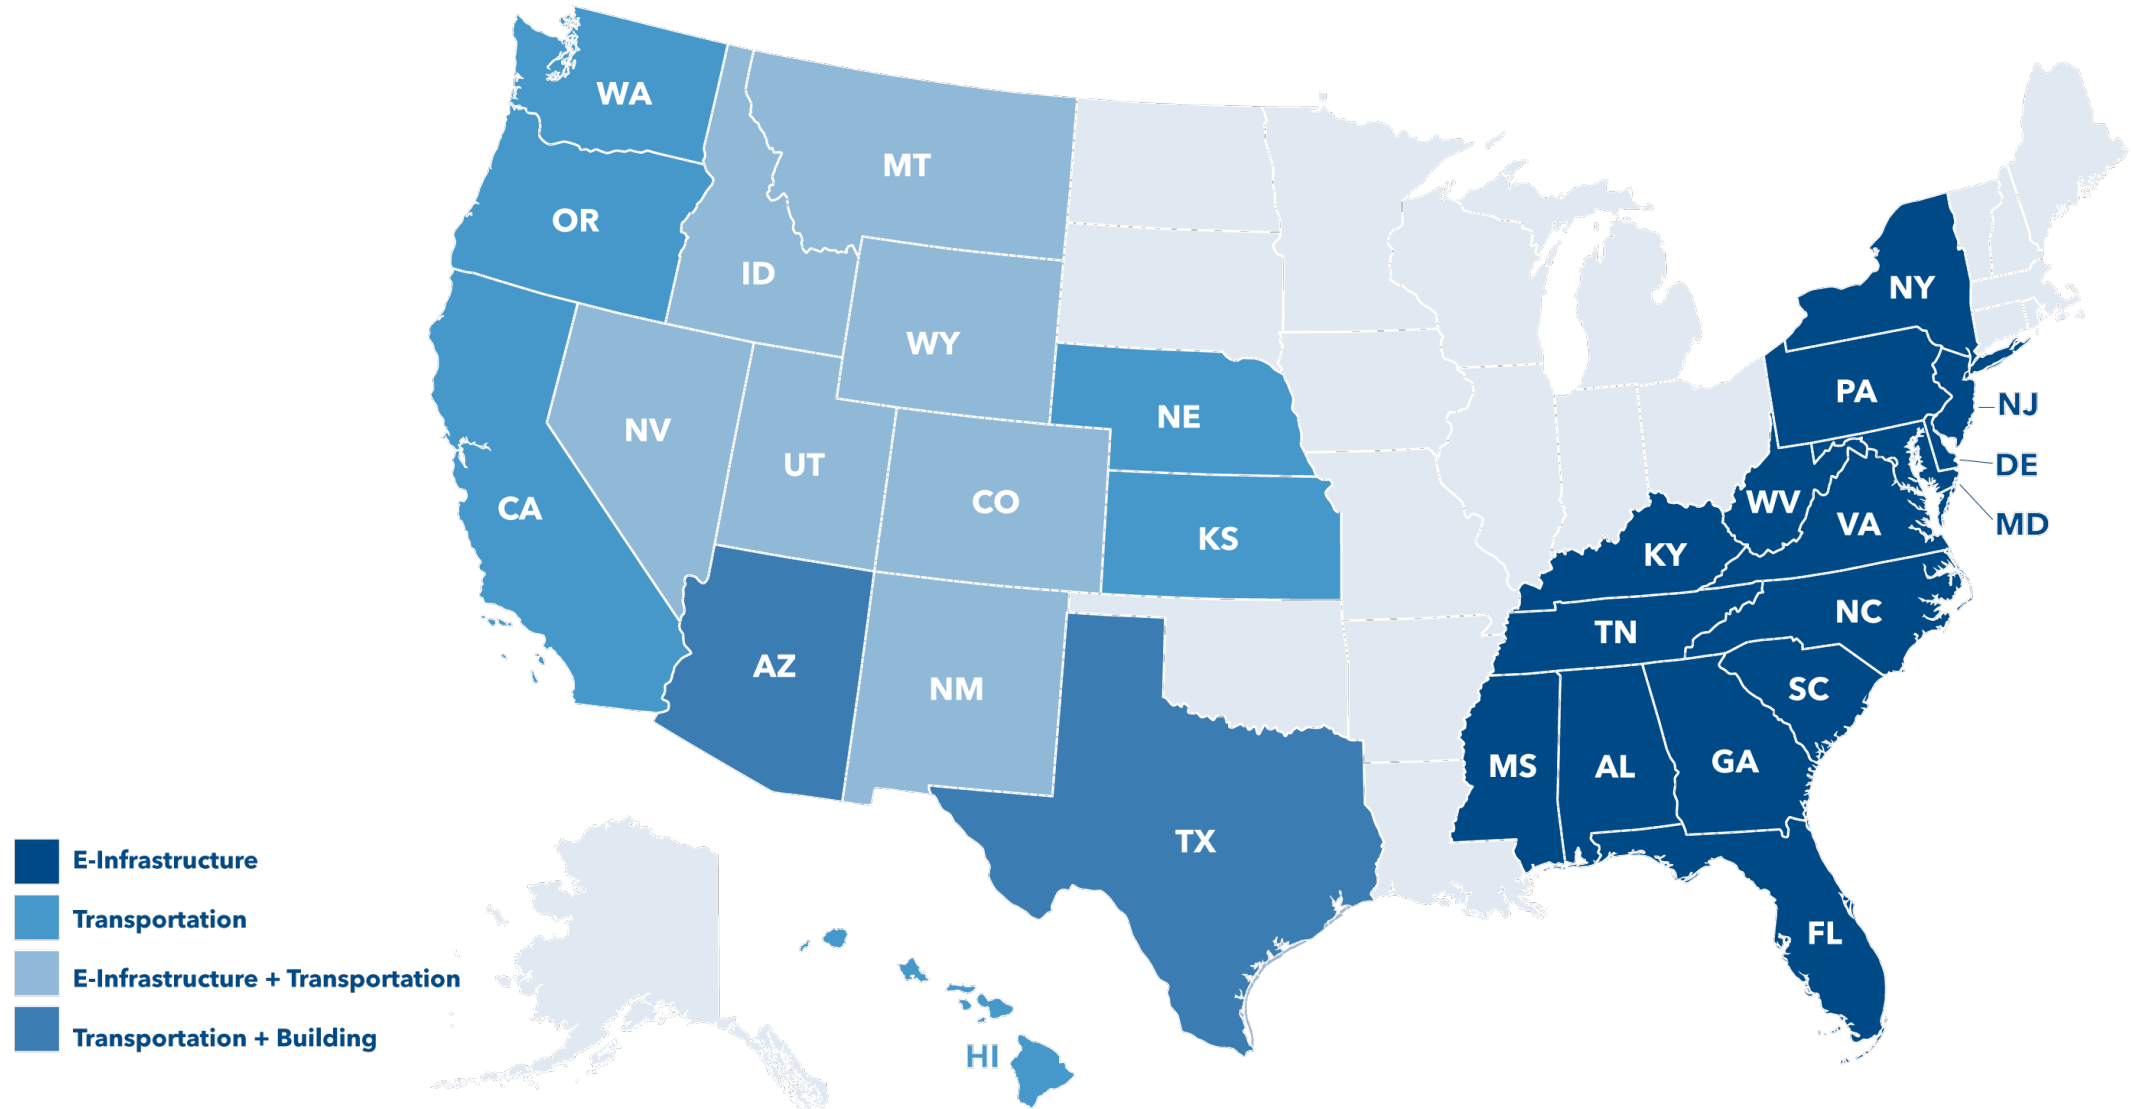 WA
MT
OR
ID
NY
WY
PA
NJ
NE
NV
UT
DE
CO
WV
CA
VA
MD
KS
KY
NC
TN
AZ
NM
SC
MS
AL
GA
TX
E-Infrastructure
Transportation
FL
E-Infrastructure + Transportation
Transportation + Building
HI